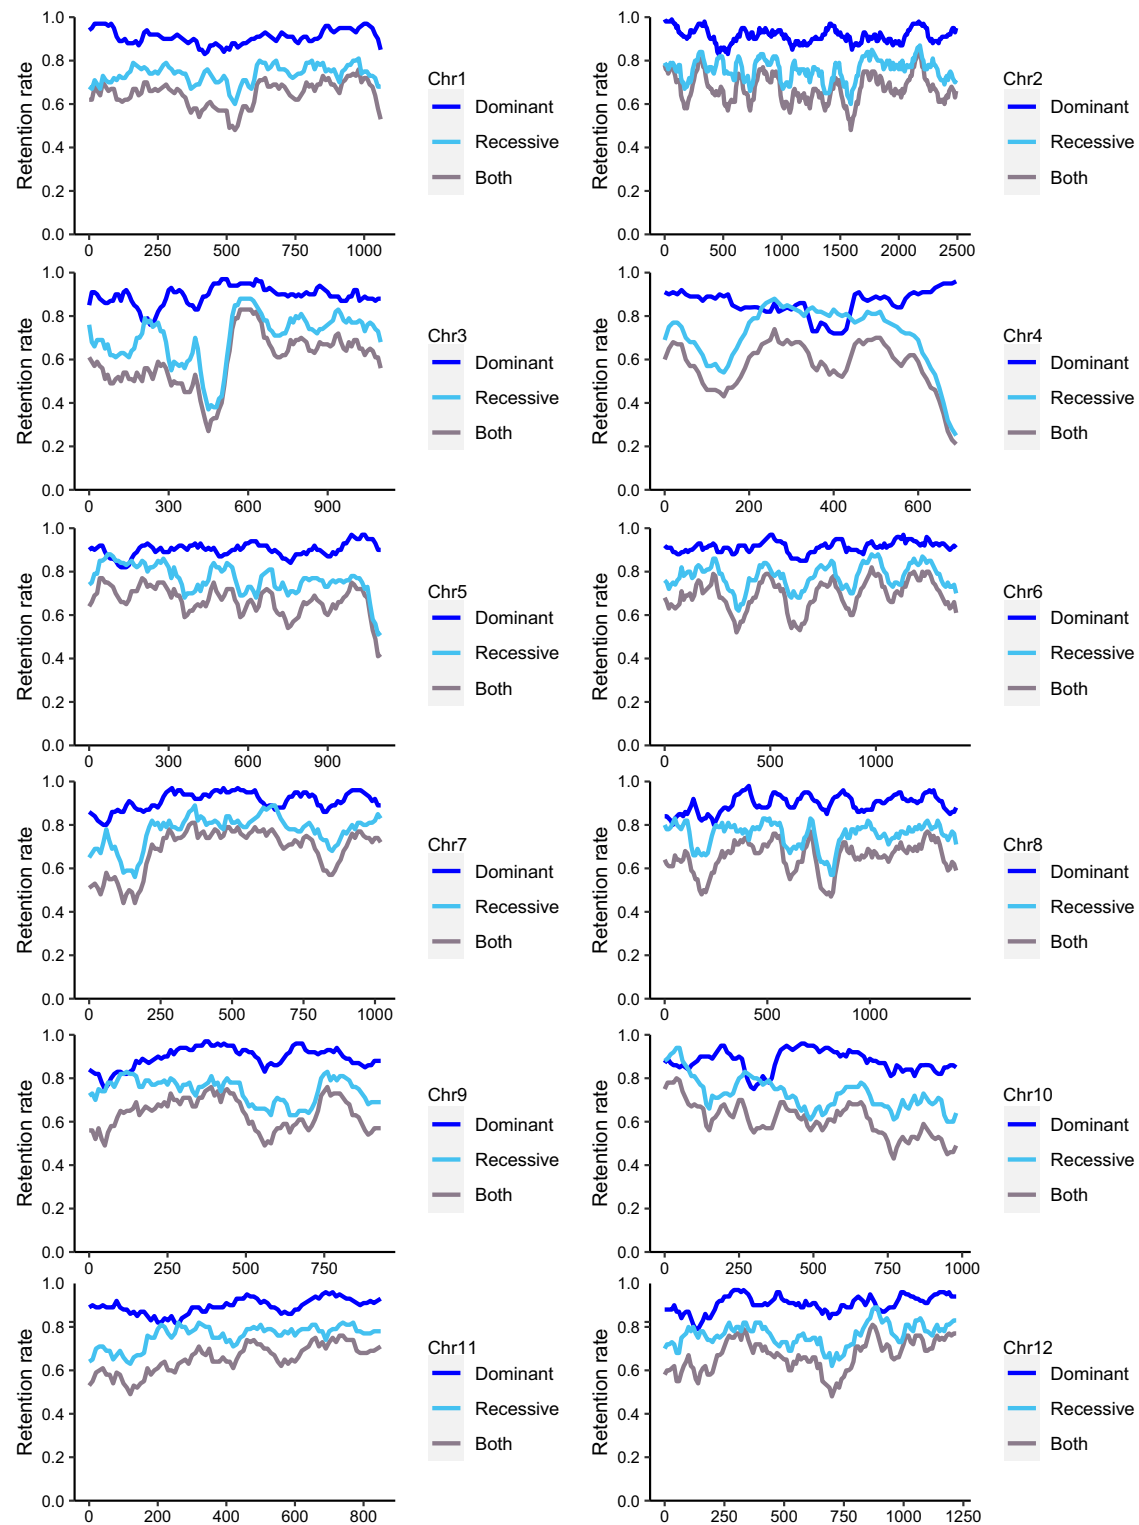 Chr1
Retention rate
1.0
0.8
0.6
0.4
0.2
0.0
0 250 500 750 1000
Dominant
Recessive
Both
Chr2
Retention rate
1.0
0.8
0.6
0.4
0.2
0.0
0 500 1000 1500 2000 2500
Dominant
Recessive
Both
Chr3
Retention rate
1.0
0.8
0.6
0.4
0.2
0.0
0 300 600 900
Dominant
Recessive
Both
Chr4
Retention rate
1.0
0.8
0.6
0.4
0.2
0.0
0 200 400 600
Dominant
Recessive
Both
Chr5
Retention rate
1.0
0.8
0.6
0.4
0.2
0.0
0 300 600 900
Dominant
Recessive
Both
Chr6
Retention rate
1.0
0.8
0.6
0.4
0.2
0.0
0 500 1000
Dominant
Recessive
Both
Chr7
Retention rate
1.0
0.8
0.6
0.4
0.2
0.0
0 250 500 750 1000
Dominant
Recessive
Both
Chr8
Retention rate
1.0
0.8
0.6
0.4
0.2
0.0
0 500 1000
Dominant
Recessive
Both
Chr9
Retention rate
1.0
0.8
0.6
0.4
0.2
0.0
0 250 500 750
Dominant
Recessive
Both
Chr10
Retention rate
1.0
0.8
0.6
0.4
0.2
0.0
0 250 500 750 1000
Dominant
Recessive
Both
Chr11
Retention rate
1.0
0.8
0.6
0.4
0.2
0.0
0 200 400 600 800
Dominant
Recessive
Both
Chr12
Retention rate
1.0
0.8
0.6
0.4
0.2
0.0
0 250 500 750 1000 1250
Dominant
Recessive
Both